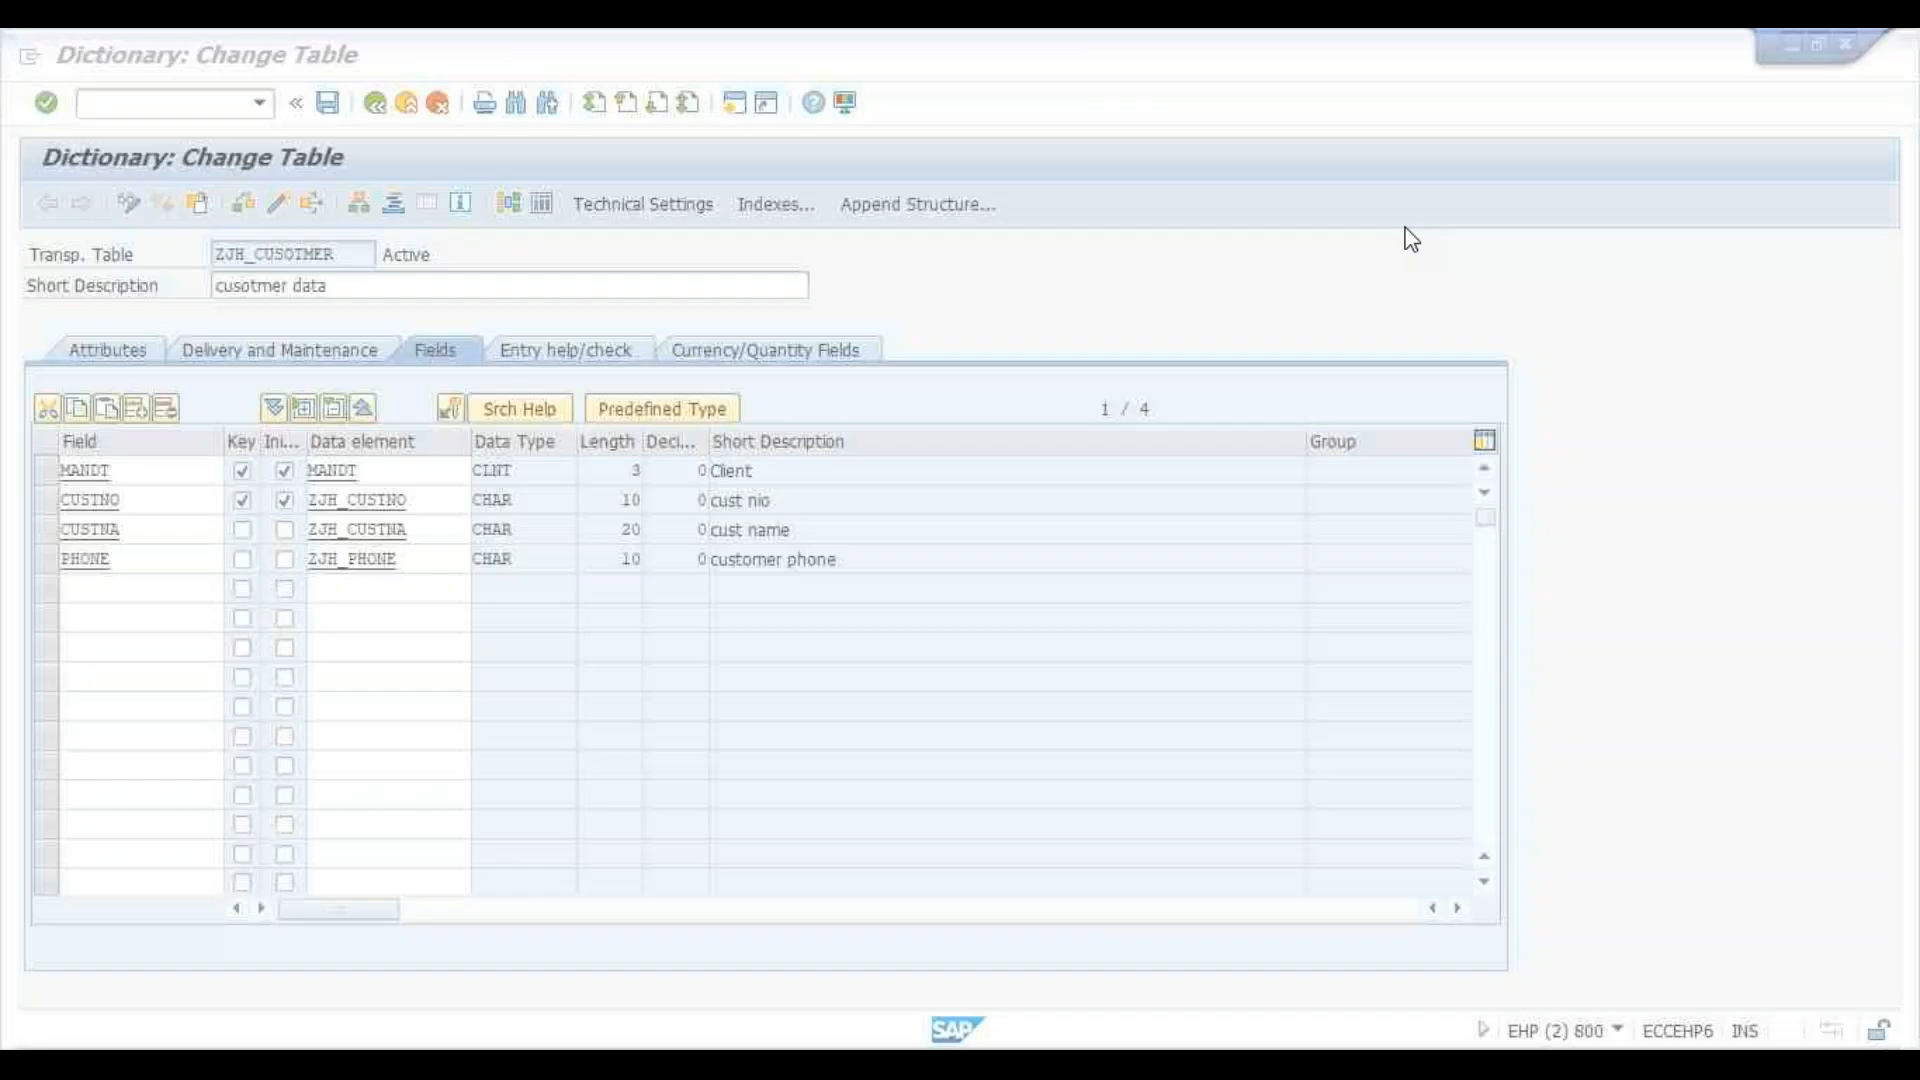 Dictionary: Change Table
Dictionary: Change Table
Technical Settings Indexes... Append Structure...
Transp. Table ZJH_CUSOTMER Active
Short Description cusotmer data
Attributes Delivery and Maintenance Fields Entry help/check Currency/Quantity Fields
Srch Help Predefined Type 1 / 4
Field Key Ini... Data element Data Type Length Deci... Short Description Group
MANDT MANDT CLNT 3 0 Client
CUSTNO ZJH_CUSTNO CHAR 10 0 cust nio
CUSTNA ZJH_CUSTNA CHAR 20 0 cust name
PHONE ZJH_PHONE CHAR 10 0 customer phone
SAP EHP (2) 800 ECCEHP6 INS